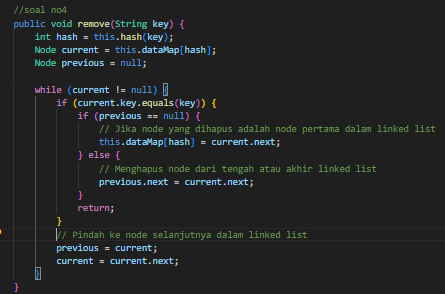 //soal no4
public void remove(String key) {
    int hash = this.hash(key);
    Node current = this.dataMap[hash];
    Node previous = null;

    while (current != null) {
        if (current.key.equals(key)) {
            if (previous == null) {
                // Jika node yang dihapus adalah node pertama dalam linked list
                this.dataMap[hash] = current.next;
            } else {
                // Menghapus node dari tengah atau akhir linked list
                previous.next = current.next;
            }
            return;
        }
        // Pindah ke node selanjutnya dalam linked list
        previous = current;
        current = current.next;
    }
}